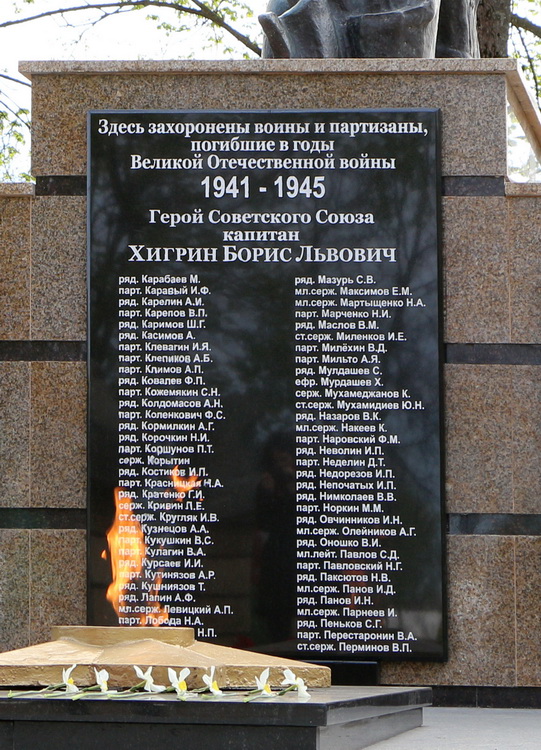 Здесь захоронены воины и партизаны,
погибшие в годы
Великой Отечественной войны
1941 - 1945
Герой Советского Союза
капитан
Хигрин Борис Львович
ряд. Карабаев М.
парт. Каравый И.Ф.
ряд. Карелин А.И.
парт. Карепов В.П.
ряд. Каримов Ш.Г.
ряд. Касимов А.
парт. Клевагин И.Я.
парт. Клепиков А.Б.
парт. Климов А.П.
ряд. Ковалев Ф.П.
парт. Кожемякин С.Н.
ряд. Колдомасов А.Н.
парт. Коленкович Ф.С.
ряд. Кормилкин А.Г.
ряд. Корочкин Н.И.
парт. Коршунов П.Т.
серж. Корытин
ряд. Костиков И.П.
парт. Красницкая Н.А.
ряд. Кратенко Г.И.
серж. Кривин Л.Е.
ст.серж. Кругляк И.В.
ряд. Кузнецов А.А.
парт. Кукушкин В.С.
парт. Кулагин В.А.
ряд. Курсаев И.И.
парт. Кутиниязов А.Р.
ряд. Кушниязов Т.
ряд. Лапин А.Ф.
мл.серж. Левицкий А.П.
парт. Лобода Н.А.
Н.П.
ряд. Мазурь С.В.
мл.серж. Максимов Е.М.
мл.серж. Мартыщенко Н.А.
парт. Марченко Н.И.
ряд. Маслов В.М.
ст.серж. Миленков И.Е.
парт. Милёхин В.Д.
парт. Мильто А.Я.
ряд. Мулдашев С.
ефр. Мурдашев Х.
серж. Мухамеджанов К.
ст.серж. Мухамидиев Ю.Н.
ряд. Назаров В.К.
мл.серж. Накеев К.
парт. Наровский Ф.М.
ряд. Неволин И.П.
парт. Неделин Д.Т.
ряд. Недорезов И.П.
ряд. Непочатых И.П.
ряд. Нимколаев В.В.
парт. Норкин М.М.
ряд. Овчинников И.Н.
мл.серж. Олейников А.Г.
ряд. Оношко В.И.
мл.лейт. Павлов С.Д.
парт. Павловский Н.Г.
ряд. Паксютов Н.В.
мл.серж. Панов И.Д.
ряд. Панов И.Н.
мл.серж. Парнеев И.
ряд. Пеньков С.Г.
парт. Перестаронин В.А.
ст.серж. Перминов В.П.